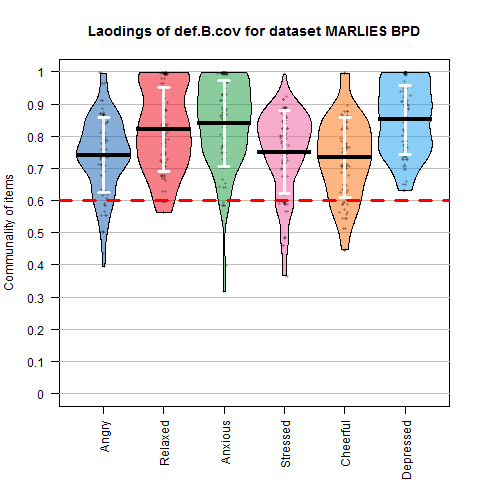 Laodings of def.B.cov for dataset MARLIES BPD
Communality of items
1
0.9
0.8
0.7
0.6
0.5
0.4
0.3
0.2
0.1
0
Angry
Relaxed
Anxious
Stressed
Cheerful
Depressed